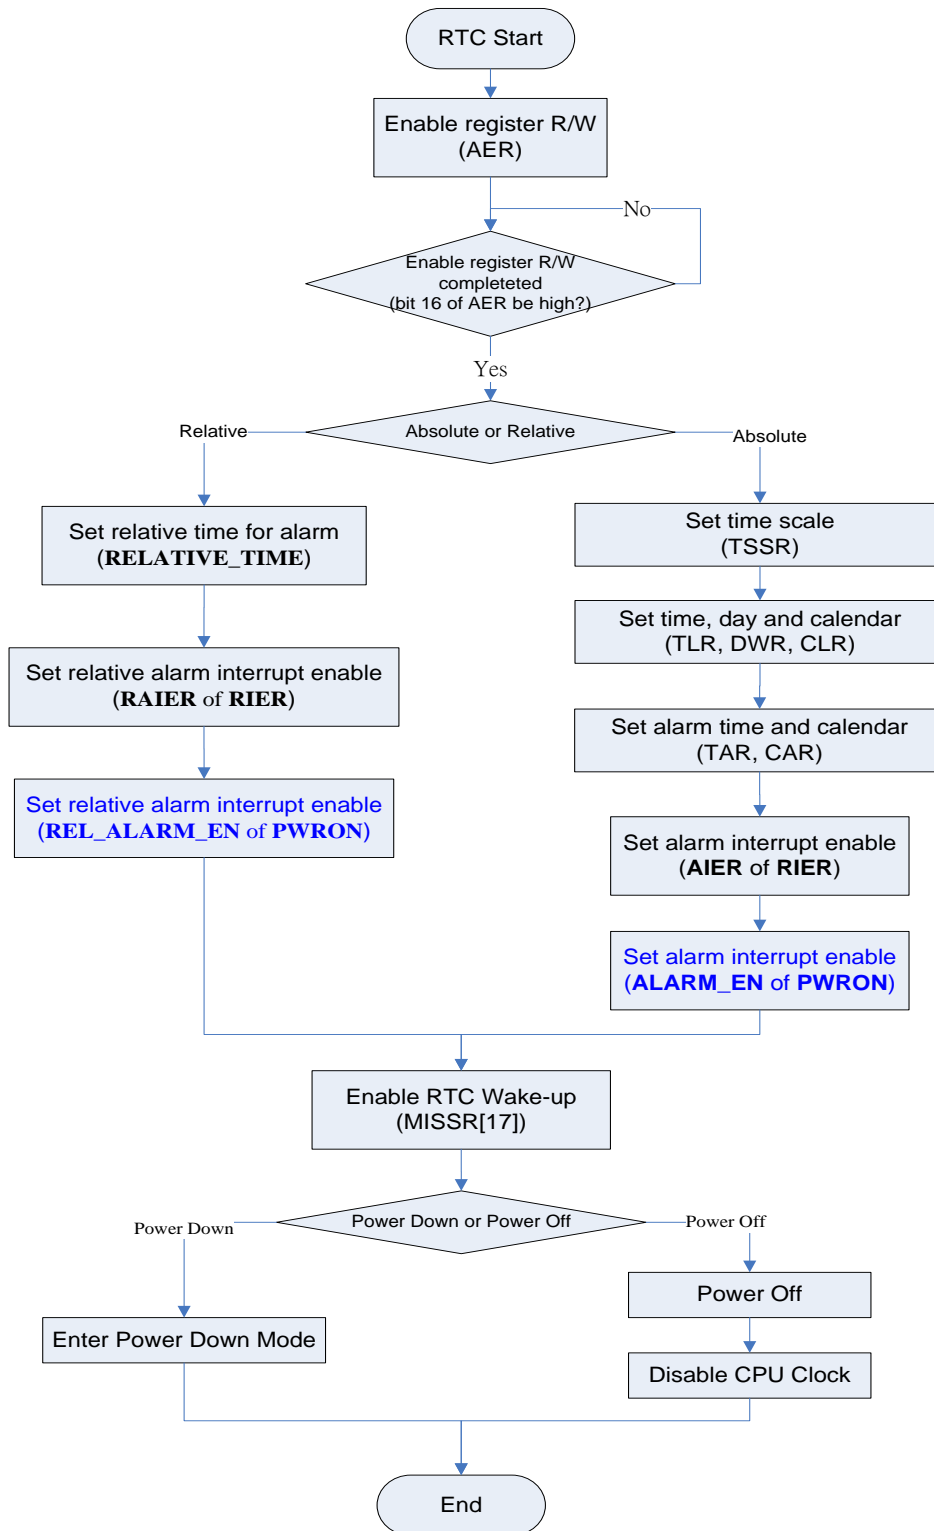 RTC Start
Enable register R/W
(AER)
No
Enable register R/W
completeted
(bit 16 of AER be high?)
Yes
Absolute or Relative
Relative
Absolute
Set relative time for alarm
(RELATIVE_TIME)
Set relative alarm interrupt enable
(RAIER of RIER)
Set relative alarm interrupt enable
(REL_ALARM_EN of PWRON)
Set time scale
(TSSR)
Set time, day and calendar
(TLR, DWR, CLR)
Set alarm time and calendar
(TAR, CAR)
Set alarm interrupt enable
(AIER of RIER)
Set alarm interrupt enable
(ALARM_EN of PWRON)
Enable RTC Wake-up
(MISSR[17])
Power Down or Power Off
Power Down
Power Off
Enter Power Down Mode
Power Off
Disable CPU Clock
End